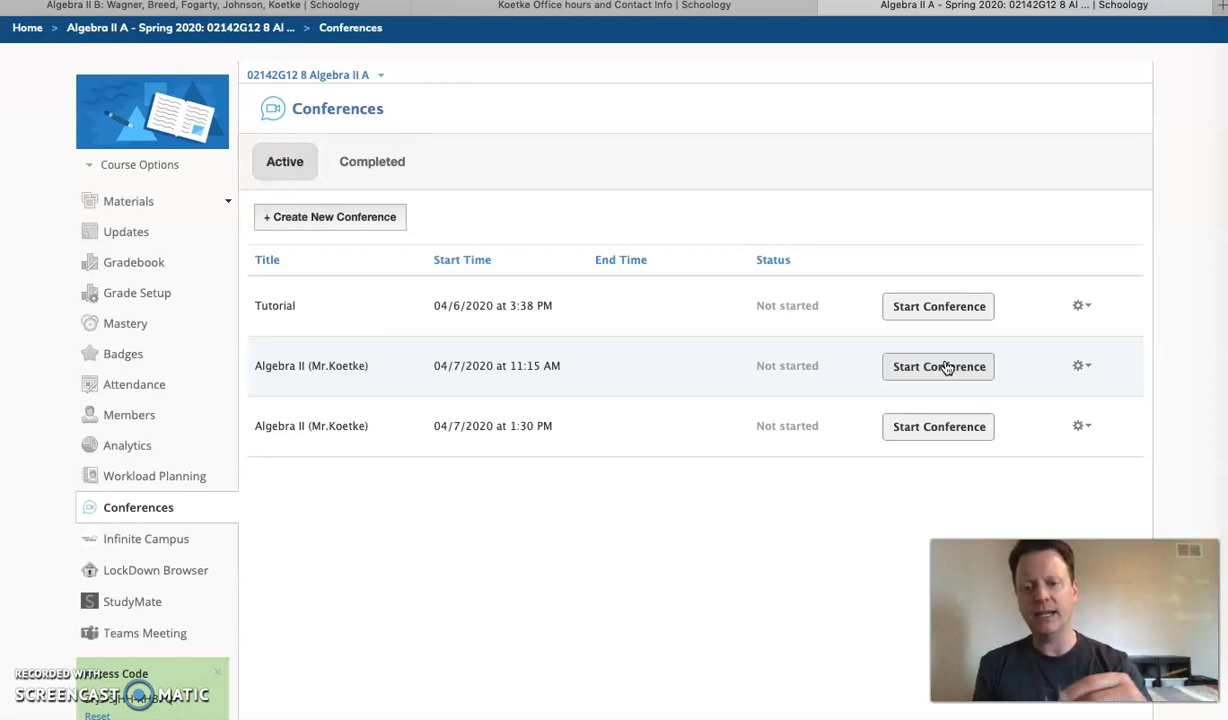 Algebra II B: Wagner, Breed, Fogarty, Johnson, Koetke | Schoology
Koetke Office hours and Contact Info | Schoology
Algebra II A - Spring 2020: 02142G12 8 Al ... | Schoology
Home > Algebra II A - Spring 2020: 02142G12 8 Al ... > Conferences
02142G12 8 Algebra II A
Conferences
Course Options
Active Completed
+ Create New Conference
Title Start Time End Time Status
Tutorial 04/6/2020 at 3:38 PM Not started Start Conference
Algebra II (Mr.Koetke) 04/7/2020 at 11:15 AM Not started Start Conference
Algebra II (Mr.Koetke) 04/7/2020 at 1:30 PM Not started Start Conference
Materials
Updates
Gradebook
Grade Setup
Mastery
Badges
Attendance
Members
Analytics
Workload Planning
Conferences
Infinite Campus
LockDown Browser
StudyMate
Teams Meeting
Code
RECORDED WITH
SCREENCAST MATIC
Reset